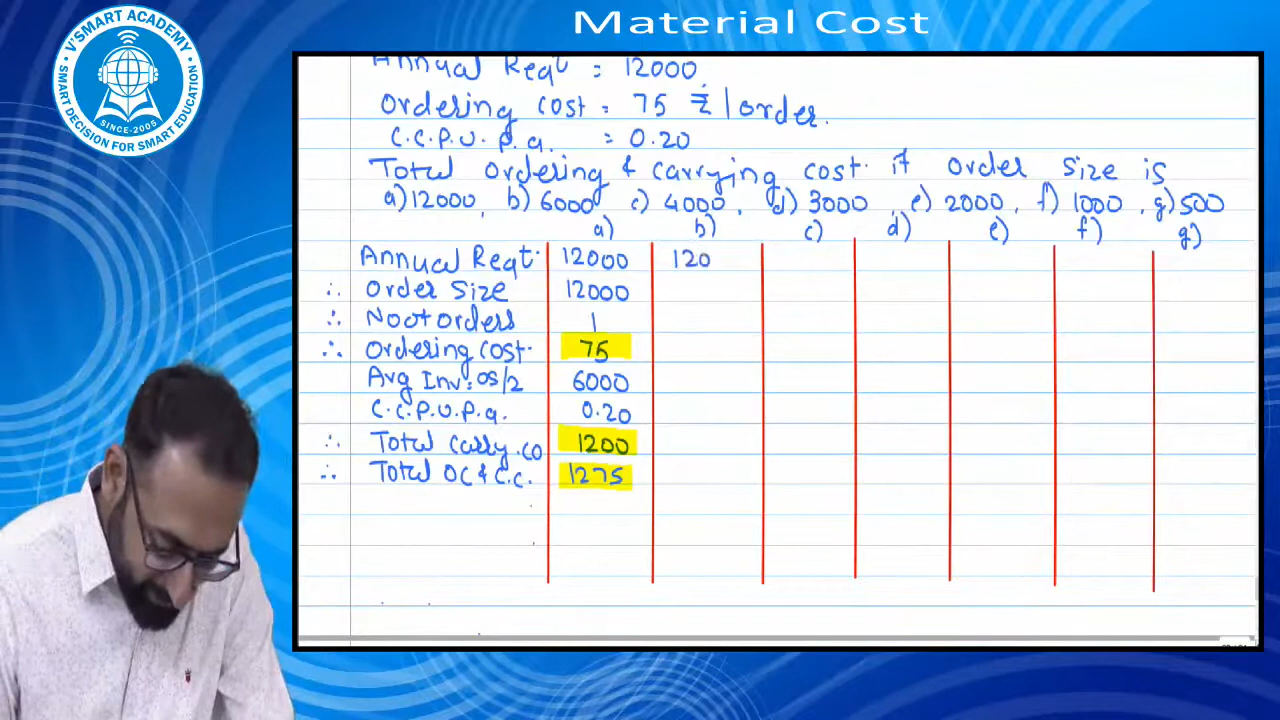 Material Cost
V'SMART ACADEMY
SMART DECISION FOR SMART EDUCATION
SINCE-2005
Annual Reqt = 12000
Ordering cost = 75 ₹ / order.
C.C.P.U. p.a. = 0.20
Total ordering & carrying cost if order size is
a) 12000, b) 6000 c) 4000, d) 3000, e) 2000, f) 1000, g) 500
a) b) c) d) e) f) g)
Annual Reqt. 12000 120
∴ Order Size 12000
∴ No of orders 1
∴ Ordering cost 75
Avg Inv = OS/2 6000
C.C.P.U.P.a. 0.20
∴ Total Carry.co 1200
∴ Total OC & C.C. 1275